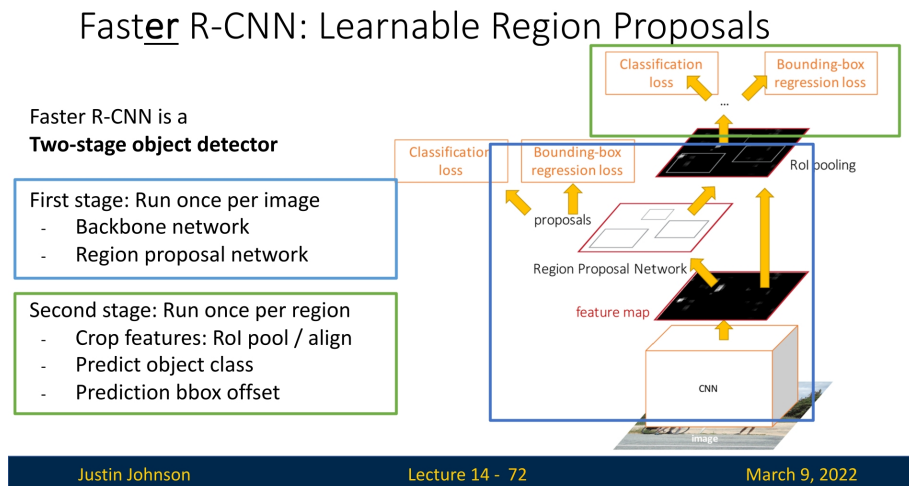 Faster R-CNN: Learnable Region Proposals
Faster R-CNN is a
Two-stage object detector
First stage: Run once per image
- Backbone network
- Region proposal network
Second stage: Run once per region
- Crop features: RoI pool / align
- Predict object class
- Prediction bbox offset
Classification
loss
Bounding-box
regression loss
...
Classification
loss
Bounding-box
regression loss
RoI pooling
proposals
Region Proposal Network
feature map
CNN
image
Justin Johnson
Lecture 14 - 72
March 9, 2022